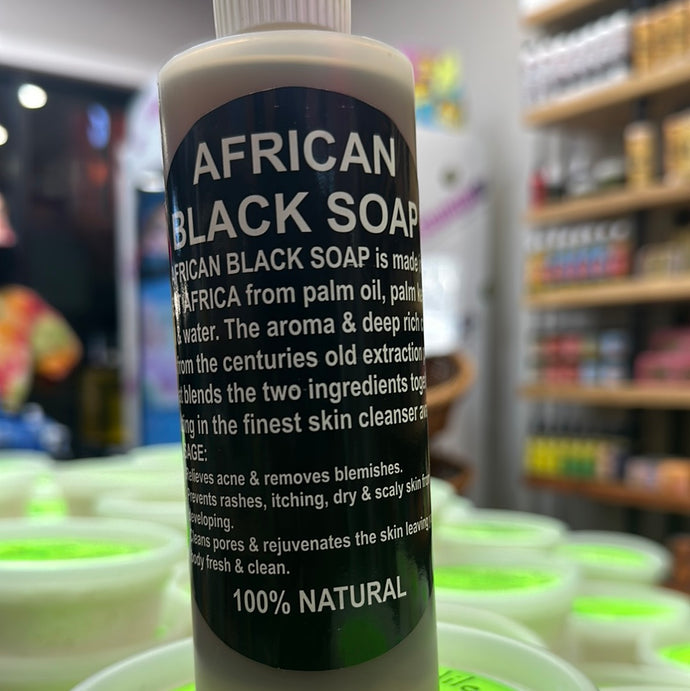 AFRICAN
BLACK SOAP
AFRICAN BLACK SOAP is made
AFRICA from palm oil, palm
& water. The aroma & deep rich
from the centuries old extraction
blends the two ingredients
in the finest skin cleanser
Relieves acne & removes blemishes.
Prevents rashes, itching, dry & scaly skin
developing.
Cleans pores & rejuvenates the skin leaving
body fresh & clean.
100% NATURAL